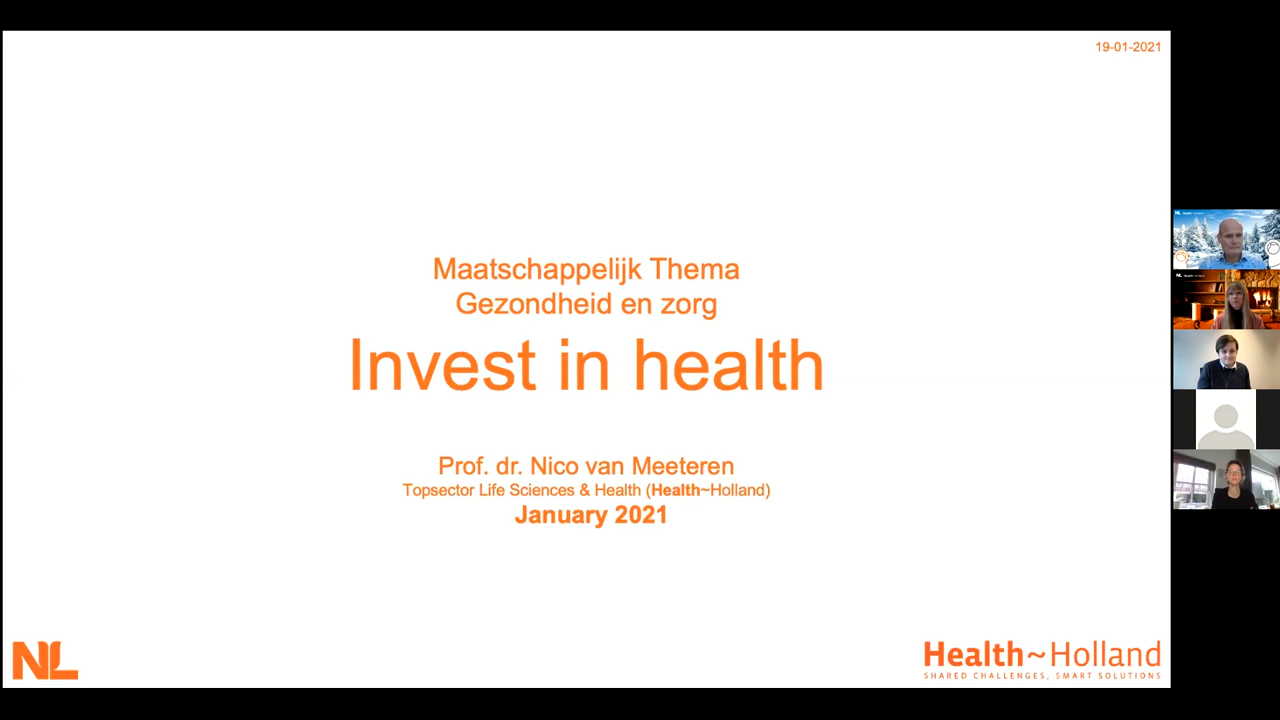 19-01-2021
Maatschappelijk Thema
Gezondheid en zorg
Invest in health
Prof. dr. Nico van Meeteren
Topsector Life Sciences & Health (Health~Holland)
January 2021
NL
Health~Holland
SHARED CHALLENGES, SMART SOLUTIONS